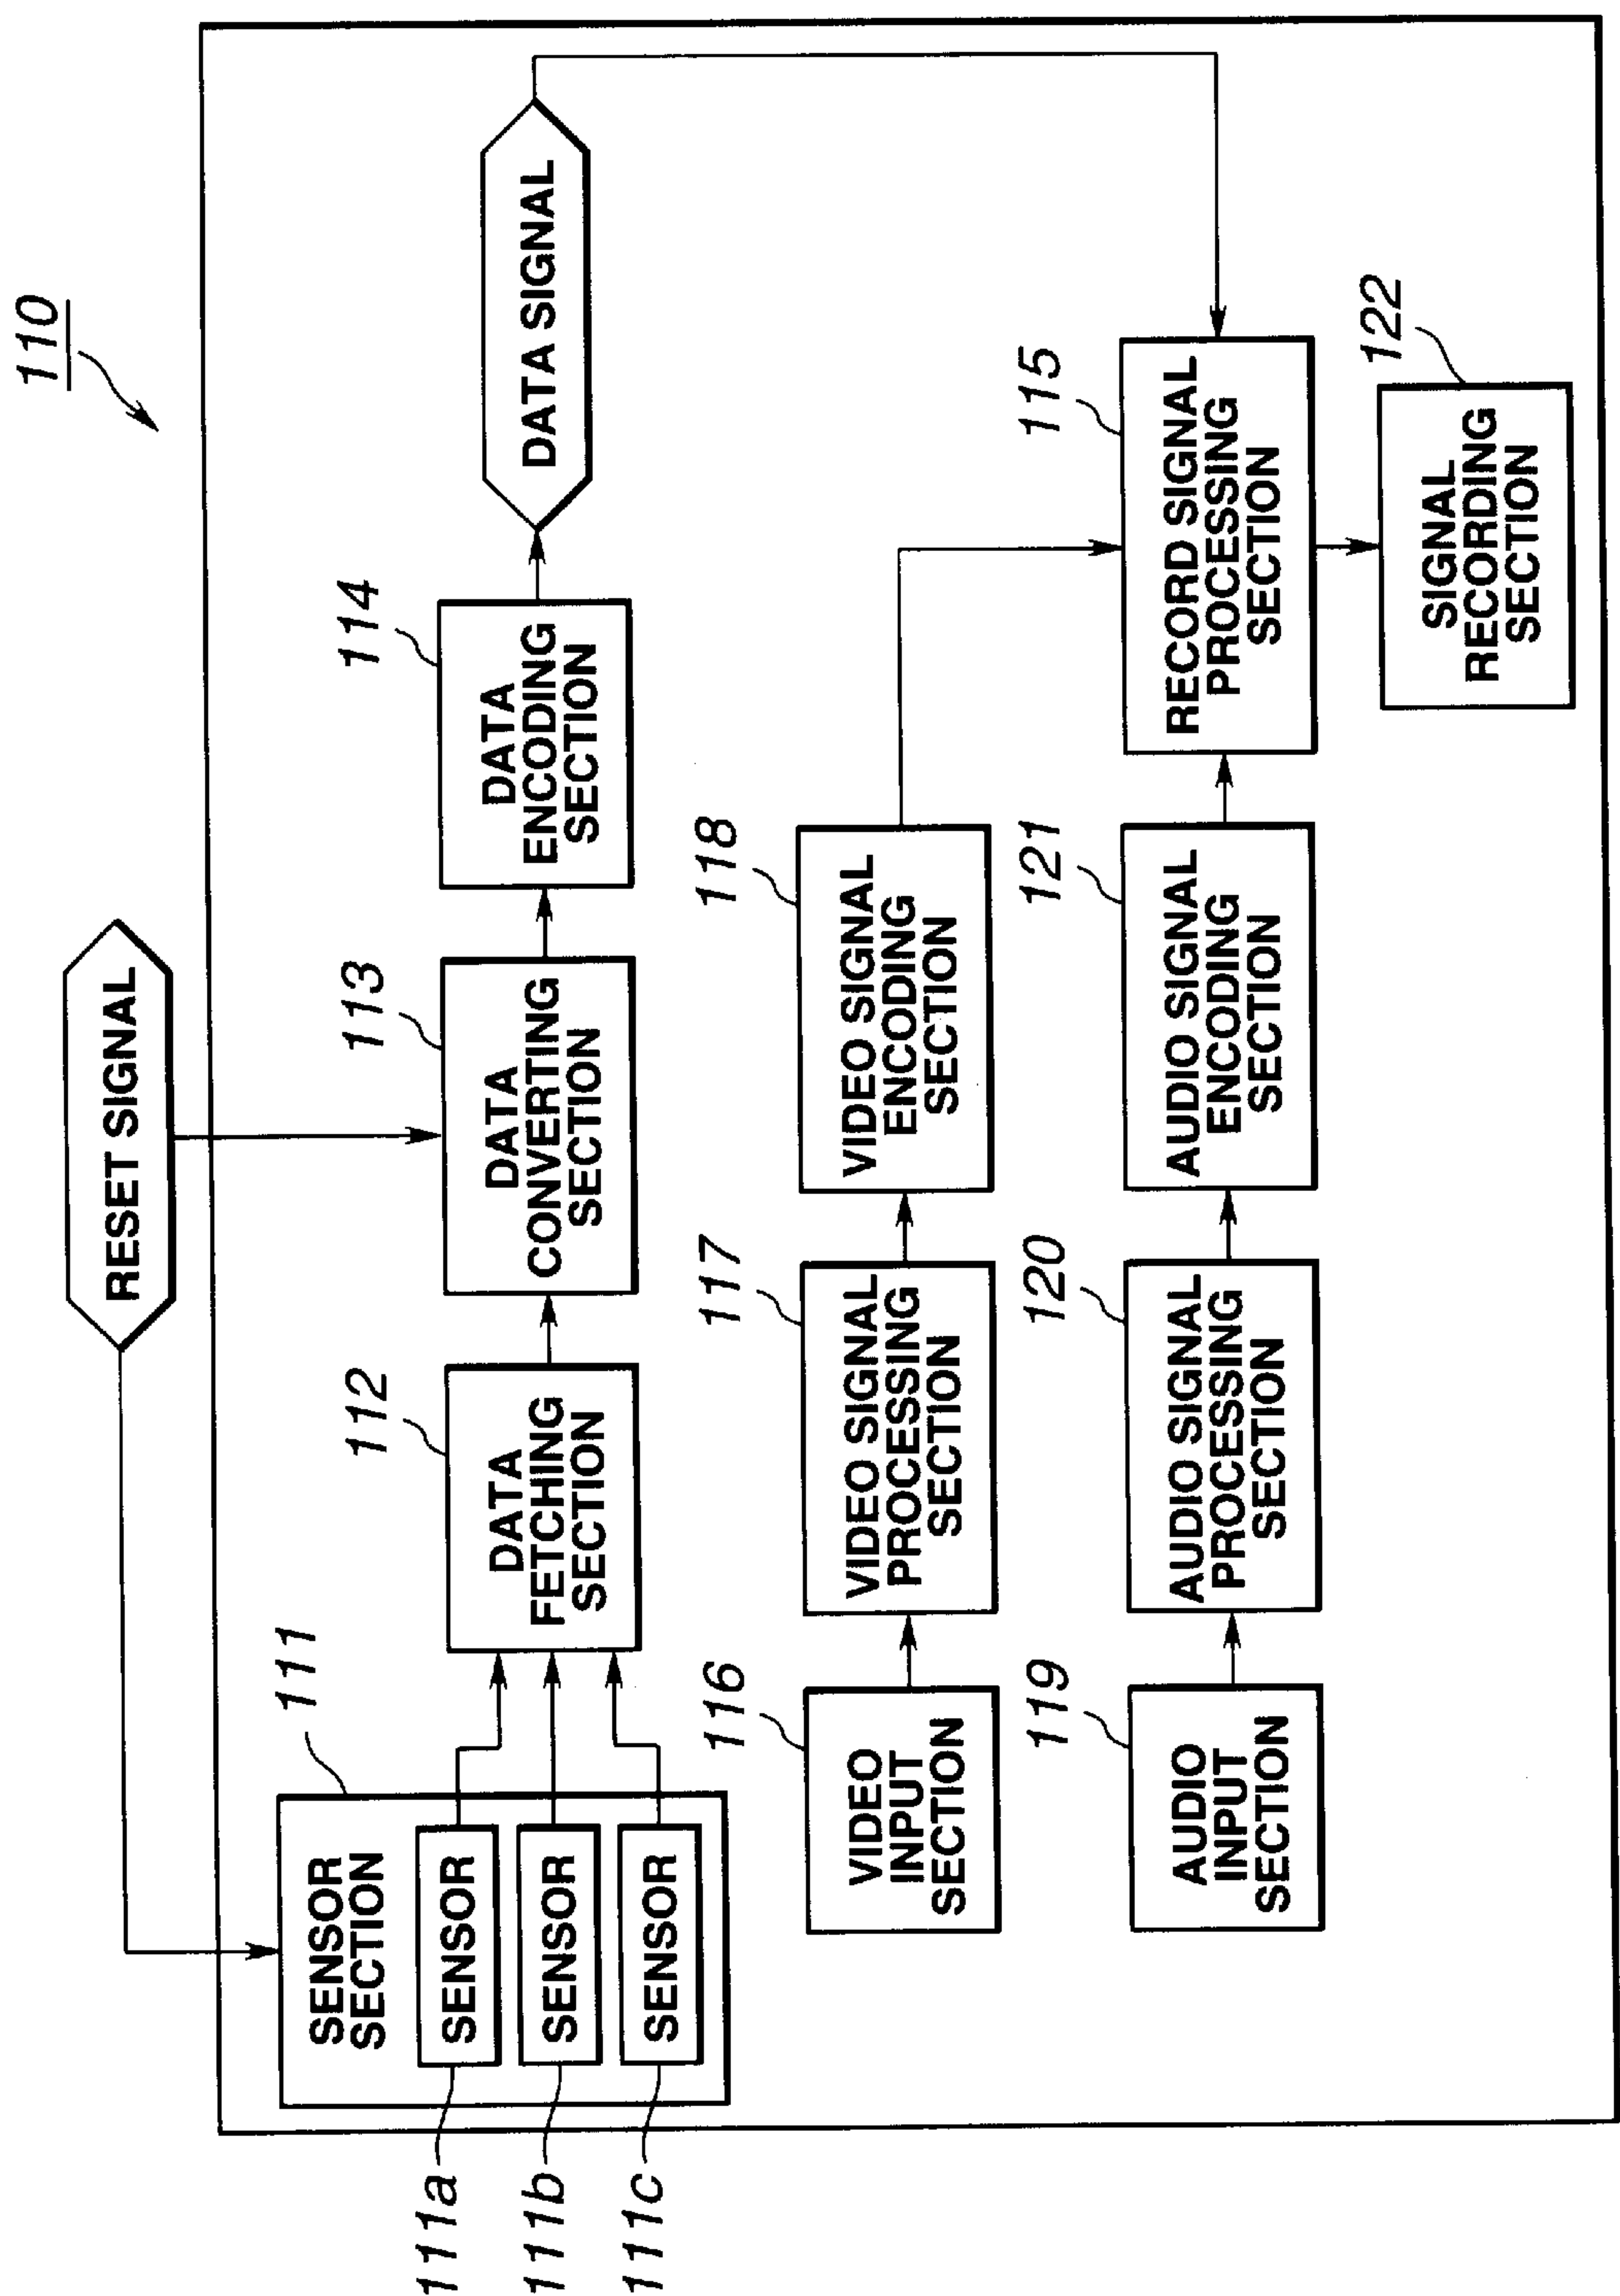 110
RESET SIGNAL
111
SENSOR
SECTION
111a
SENSOR
111b
SENSOR
111c
SENSOR
112
DATA
FETCHING
SECTION
113
DATA
CONVERTING
SECTION
114
DATA
ENCODING
SECTION
DATA SIGNAL
116
VIDEO
INPUT
SECTION
117
VIDEO SIGNAL
PROCESSING
SECTION
118
VIDEO SIGNAL
ENCODING
SECTION
119
AUDIO
INPUT
SECTION
120
AUDIO SIGNAL
PROCESSING
SECTION
121
AUDIO SIGNAL
ENCODING
SECTION
115
RECORD SIGNAL
PROCESSING
SECTION
122
SIGNAL
RECORDING
SECTION